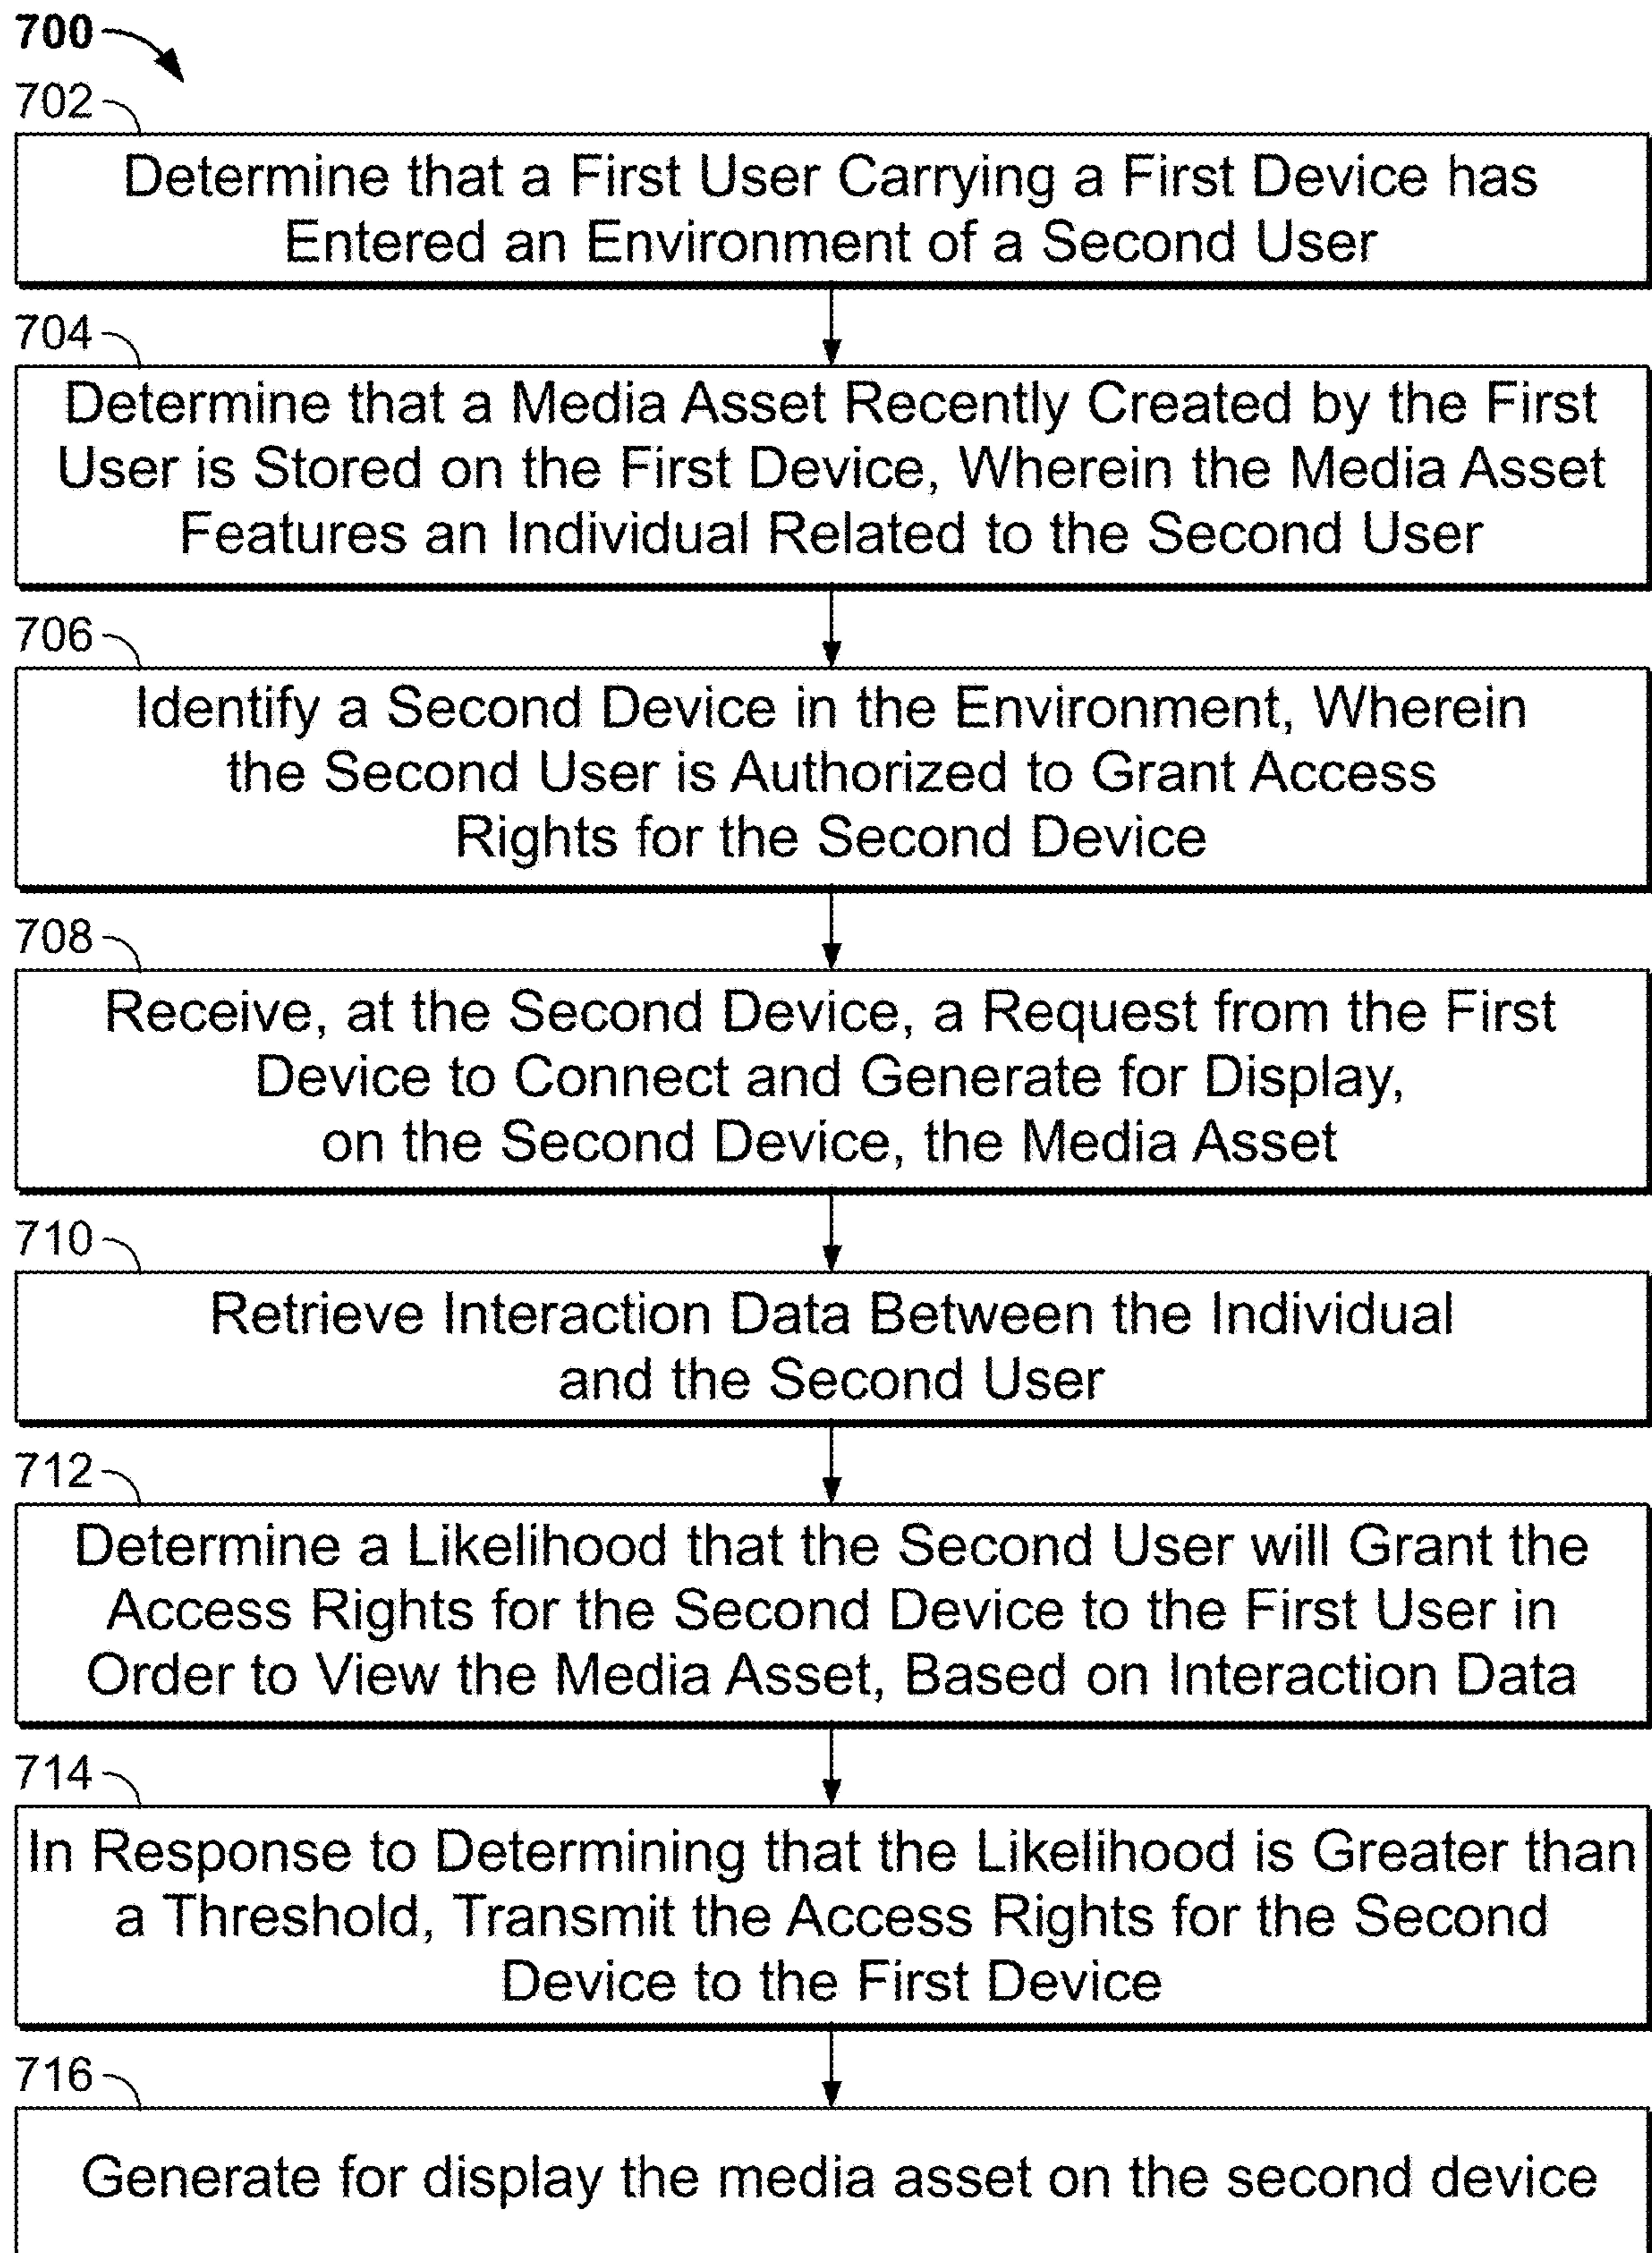 700
702
Determine that a First User Carrying a First Device has
Entered an Environment of a Second User
704
Determine that a Media Asset Recently Created by the First
User is Stored on the First Device, Wherein the Media Asset
Features an Individual Related to the Second User
706
Identify a Second Device in the Environment, Wherein
the Second User is Authorized to Grant Access
Rights for the Second Device
708
Receive, at the Second Device, a Request from the First
Device to Connect and Generate for Display,
on the Second Device, the Media Asset
710
Retrieve Interaction Data Between the Individual
and the Second User
712
Determine a Likelihood that the Second User will Grant the
Access Rights for the Second Device to the First User in
Order to View the Media Asset, Based on Interaction Data
714
In Response to Determining that the Likelihood is Greater than
a Threshold, Transmit the Access Rights for the Second
Device to the First Device
716
Generate for display the media asset on the second device